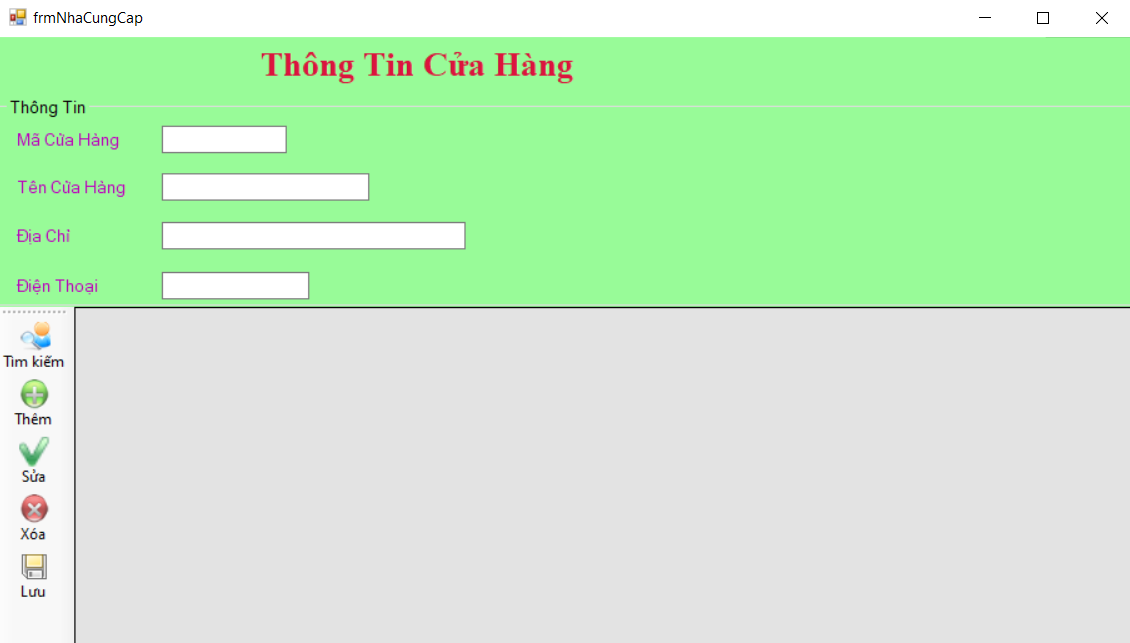 frmNhaCungCap
Thông Tin Cửa Hàng
Thông Tin
Mã Cửa Hàng
Tên Cửa Hàng
Địa Chỉ
Điện Thoại
Tìm kiếm
Thêm
Sửa
Xóa
Lưu